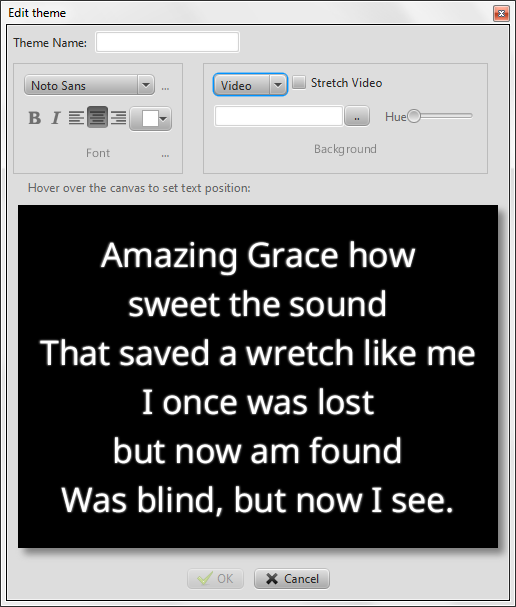 Edit theme
Theme Name:
Noto Sans
...
B I
Font
...
Video
Stretch Video
..
Hue
Background
Hover over the canvas to set text position:
Amazing Grace how
sweet the sound
That saved a wretch like me
I once was lost
but now am found
Was blind, but now I see.
OK
Cancel